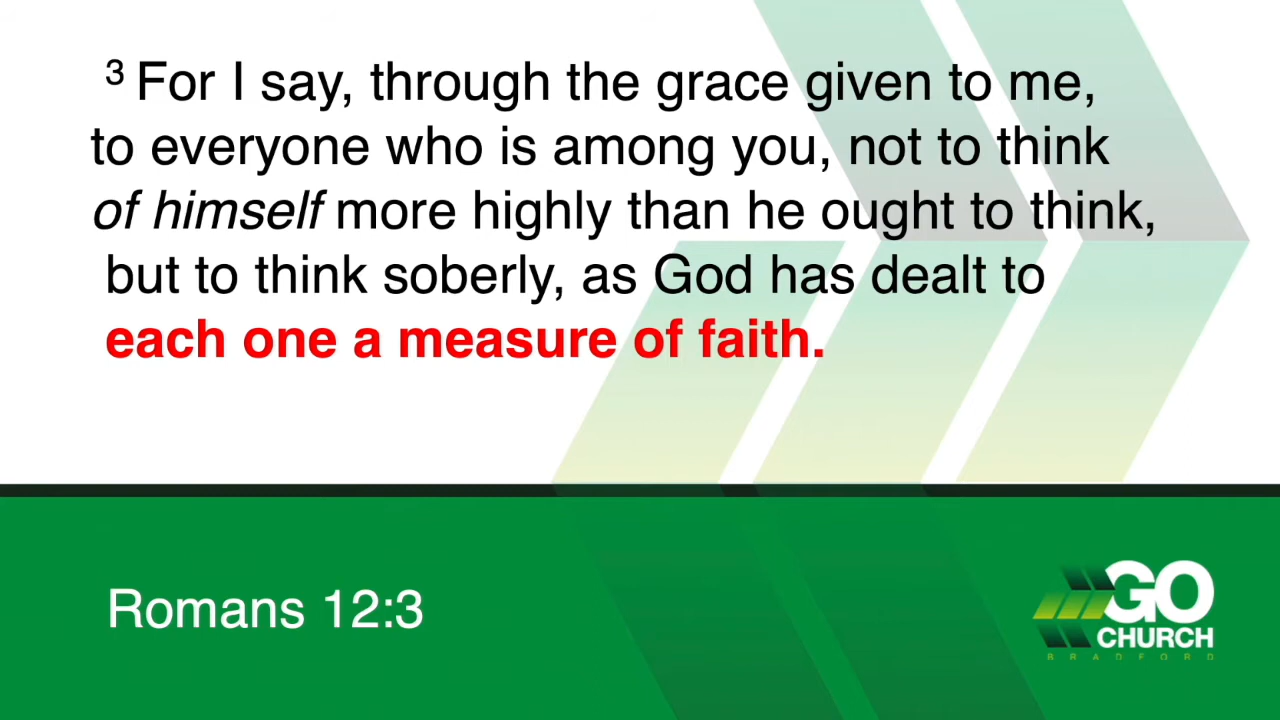 3 For I say, through the grace given to me,
to everyone who is among you, not to think
of himself more highly than he ought to think,
but to think soberly, as God has dealt to
each one a measure of faith.
Romans 12:3
GO
CHURCH
BRADFORD